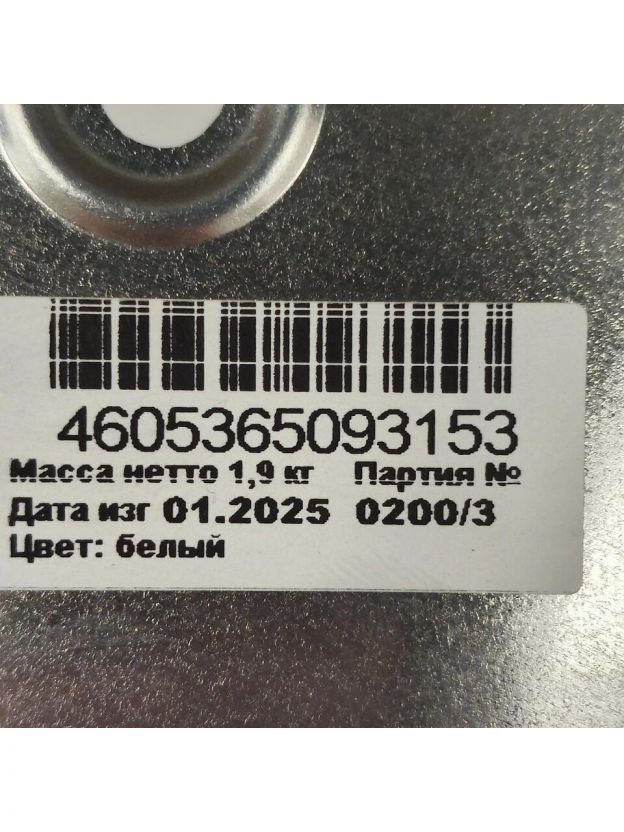 4605365093153
Масса нетто 1,9 кг Партия №
Дата изг 01.2025 0200/3
Цвет: белый